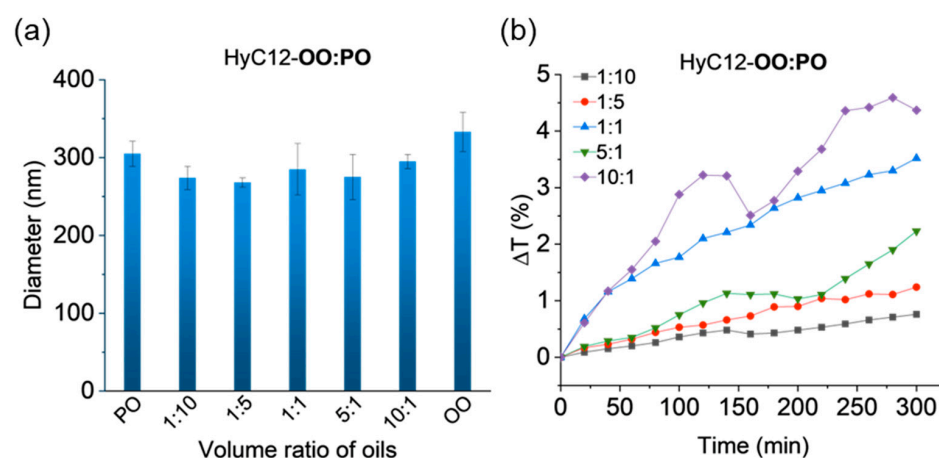 (a)
HyC12-OO:PO
400
300
200
100
0
Diameter (nm)
PO
1:10
1:5
1:1
5:1
10:1
OO
Volume ratio of oils
(b)
HyC12-OO:PO
1:10
1:5
1:1
5:1
10:1
5
4
3
2
1
0
ΔT (%)
0 50 100 150 200 250 300
Time (min)